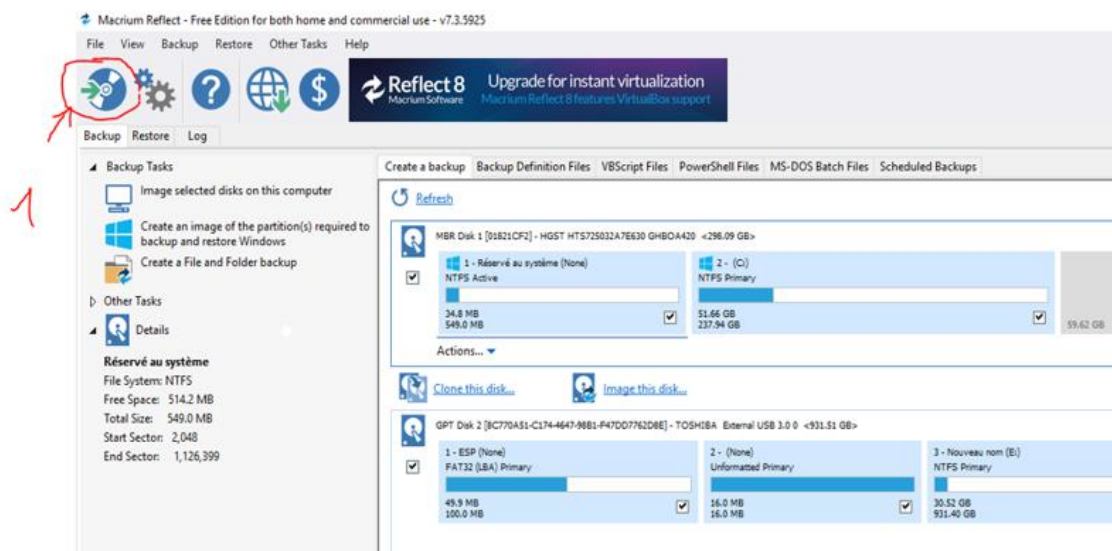 Macrium Reflect - Free Edition for both home and commercial use - v7.3.5925
File View Backup Restore Other Tasks Help
Reflect 8 Upgrade for instant virtualization
Macrium Software Macrium Reflect 8 features VirtualBox support
Backup Restore Log
1
Backup Tasks
Image selected disks on this computer
Create an image of the partition(s) required to
backup and restore Windows
Create a File and Folder backup
Other Tasks
Details
Réservé au système
File System: NTFS
Free Space: 514.2 MB
Total Size: 549.0 MB
Start Sector: 2,048
End Sector: 1,126,399
Create a backup Backup Definition Files VBScript Files PowerShell Files MS-DOS Batch Files Scheduled Backups
Refresh
MBR Disk 1 [01821CF2] - HGST HTS725032A7E630 GHBOA420 <298.09 GB>
1 - Réservé au système (None)
NTFS Active
34.8 MB
549.0 MB
2 - (C:)
NTFS Primary
51.66 GB
237.94 GB
59.62 GB
Actions...
Clone this disk... Image this disk...
GPT Disk 2 [8C770A51-C174-4647-98B1-F47DD7762D8E] - TOSHIBA External USB 3.0 0 <931.51 GB>
1 - ESP (None)
FAT32 (LBA) Primary
49.9 MB
100.0 MB
2 - (None)
Unformatted Primary
16.0 MB
16.0 MB
3 - Nouveau nom (E:)
NTFS Primary
30.52 GB
931.40 GB